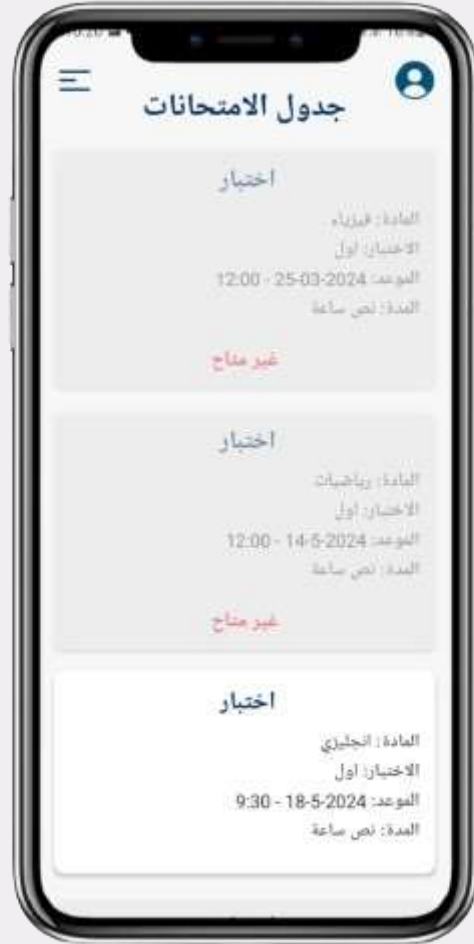 جدول الامتحانات
اختبار
المادة: فيزياء
الاختبار: اول
الموعد: 2024-03-25 - 12:00
المدة: نص ساعة
غير متاح
اختبار
المادة: رياضيات
الاختبار: اول
الموعد: 2024-5-14 - 12:00
المدة: نص ساعة
غير متاح
اختبار
المادة: انجليزي
الاختبار: اول
الموعد: 2024-5-18 - 9:30
المدة: نص ساعة